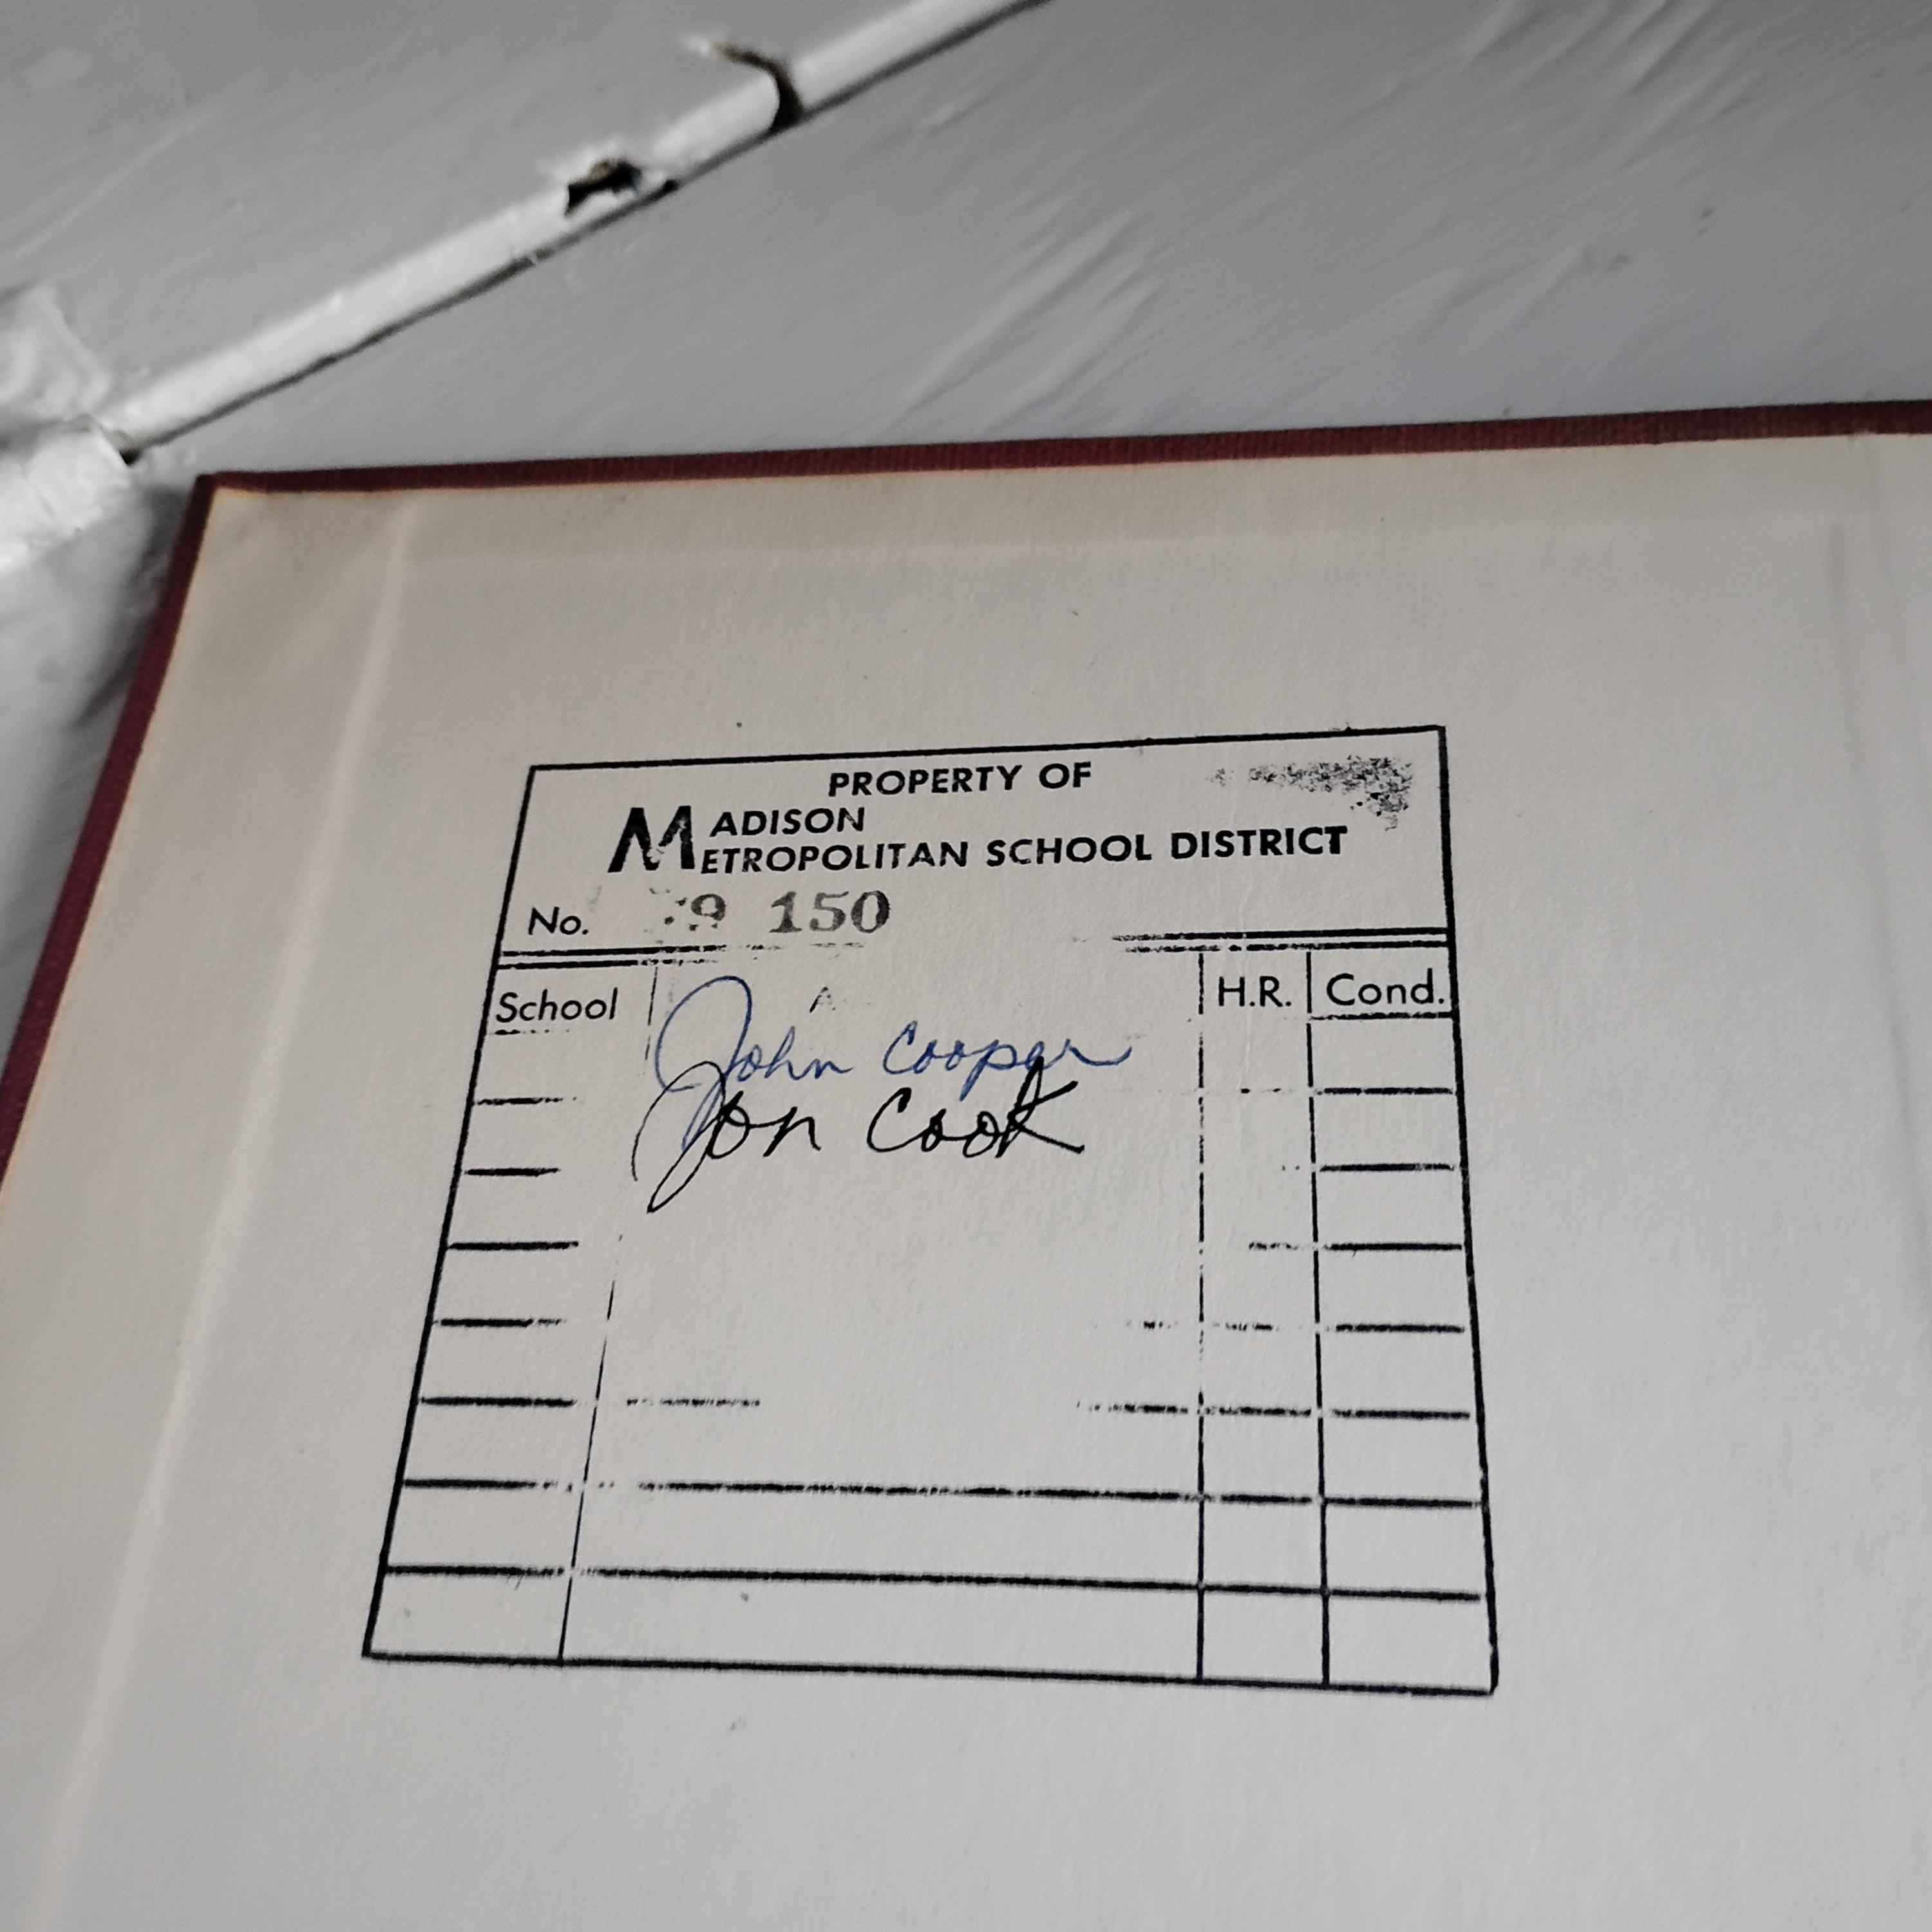 PROPERTY OF
MADISON
METROPOLITAN SCHOOL DISTRICT
No. 150
School H.R. Cond.
John Cooper
Jon Cook